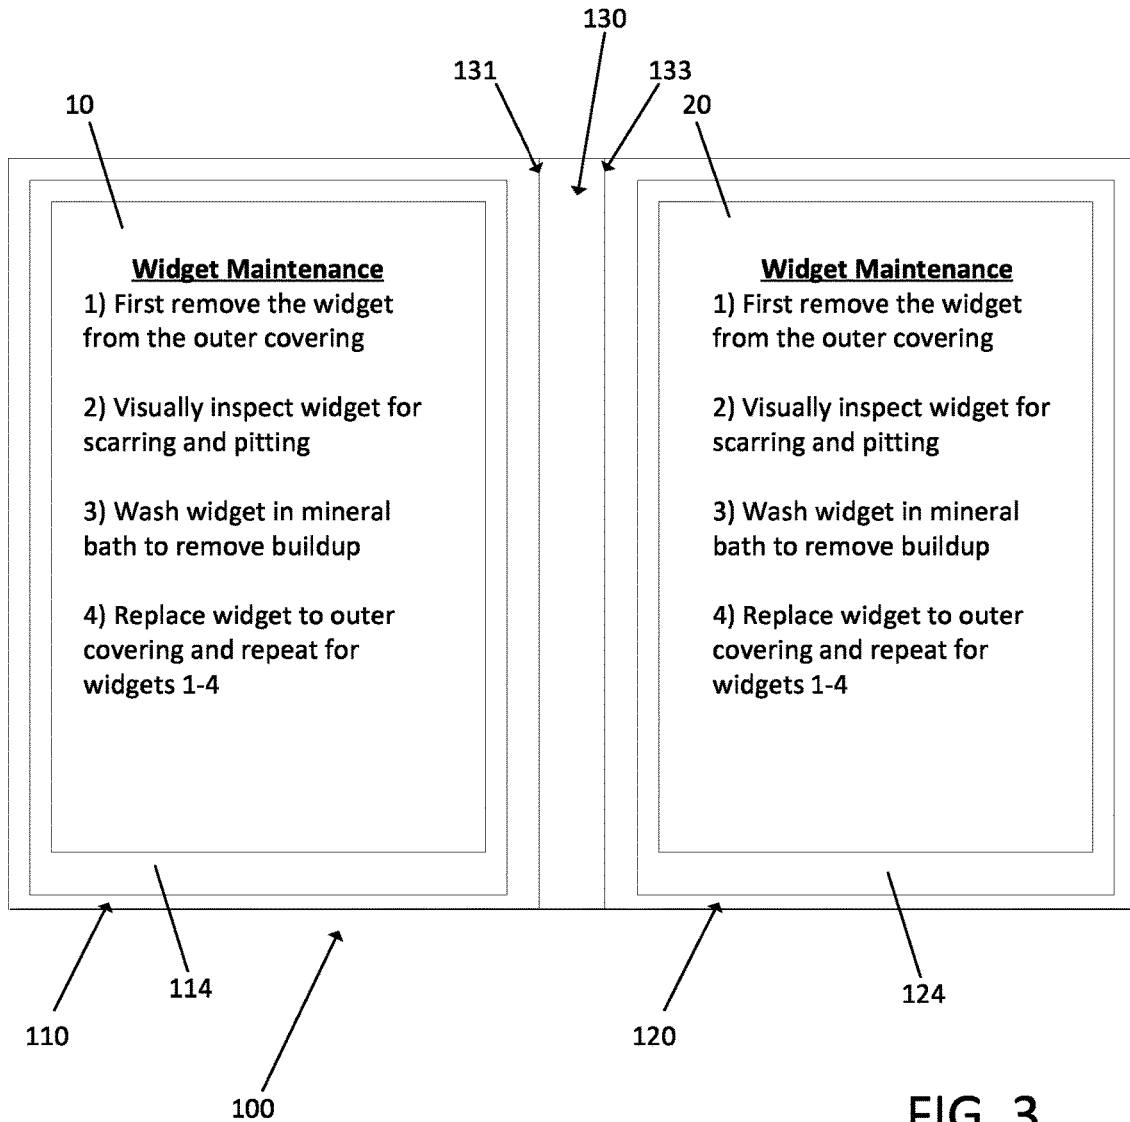 130
131
133
10
20
Widget Maintenance
1) First remove the widget
from the outer covering
2) Visually inspect widget for
scarring and pitting
3) Wash widget in mineral
bath to remove buildup
4) Replace widget to outer
covering and repeat for
widgets 1-4
Widget Maintenance
1) First remove the widget
from the outer covering
2) Visually inspect widget for
scarring and pitting
3) Wash widget in mineral
bath to remove buildup
4) Replace widget to outer
covering and repeat for
widgets 1-4
114
124
110
120
100
FIG. 3